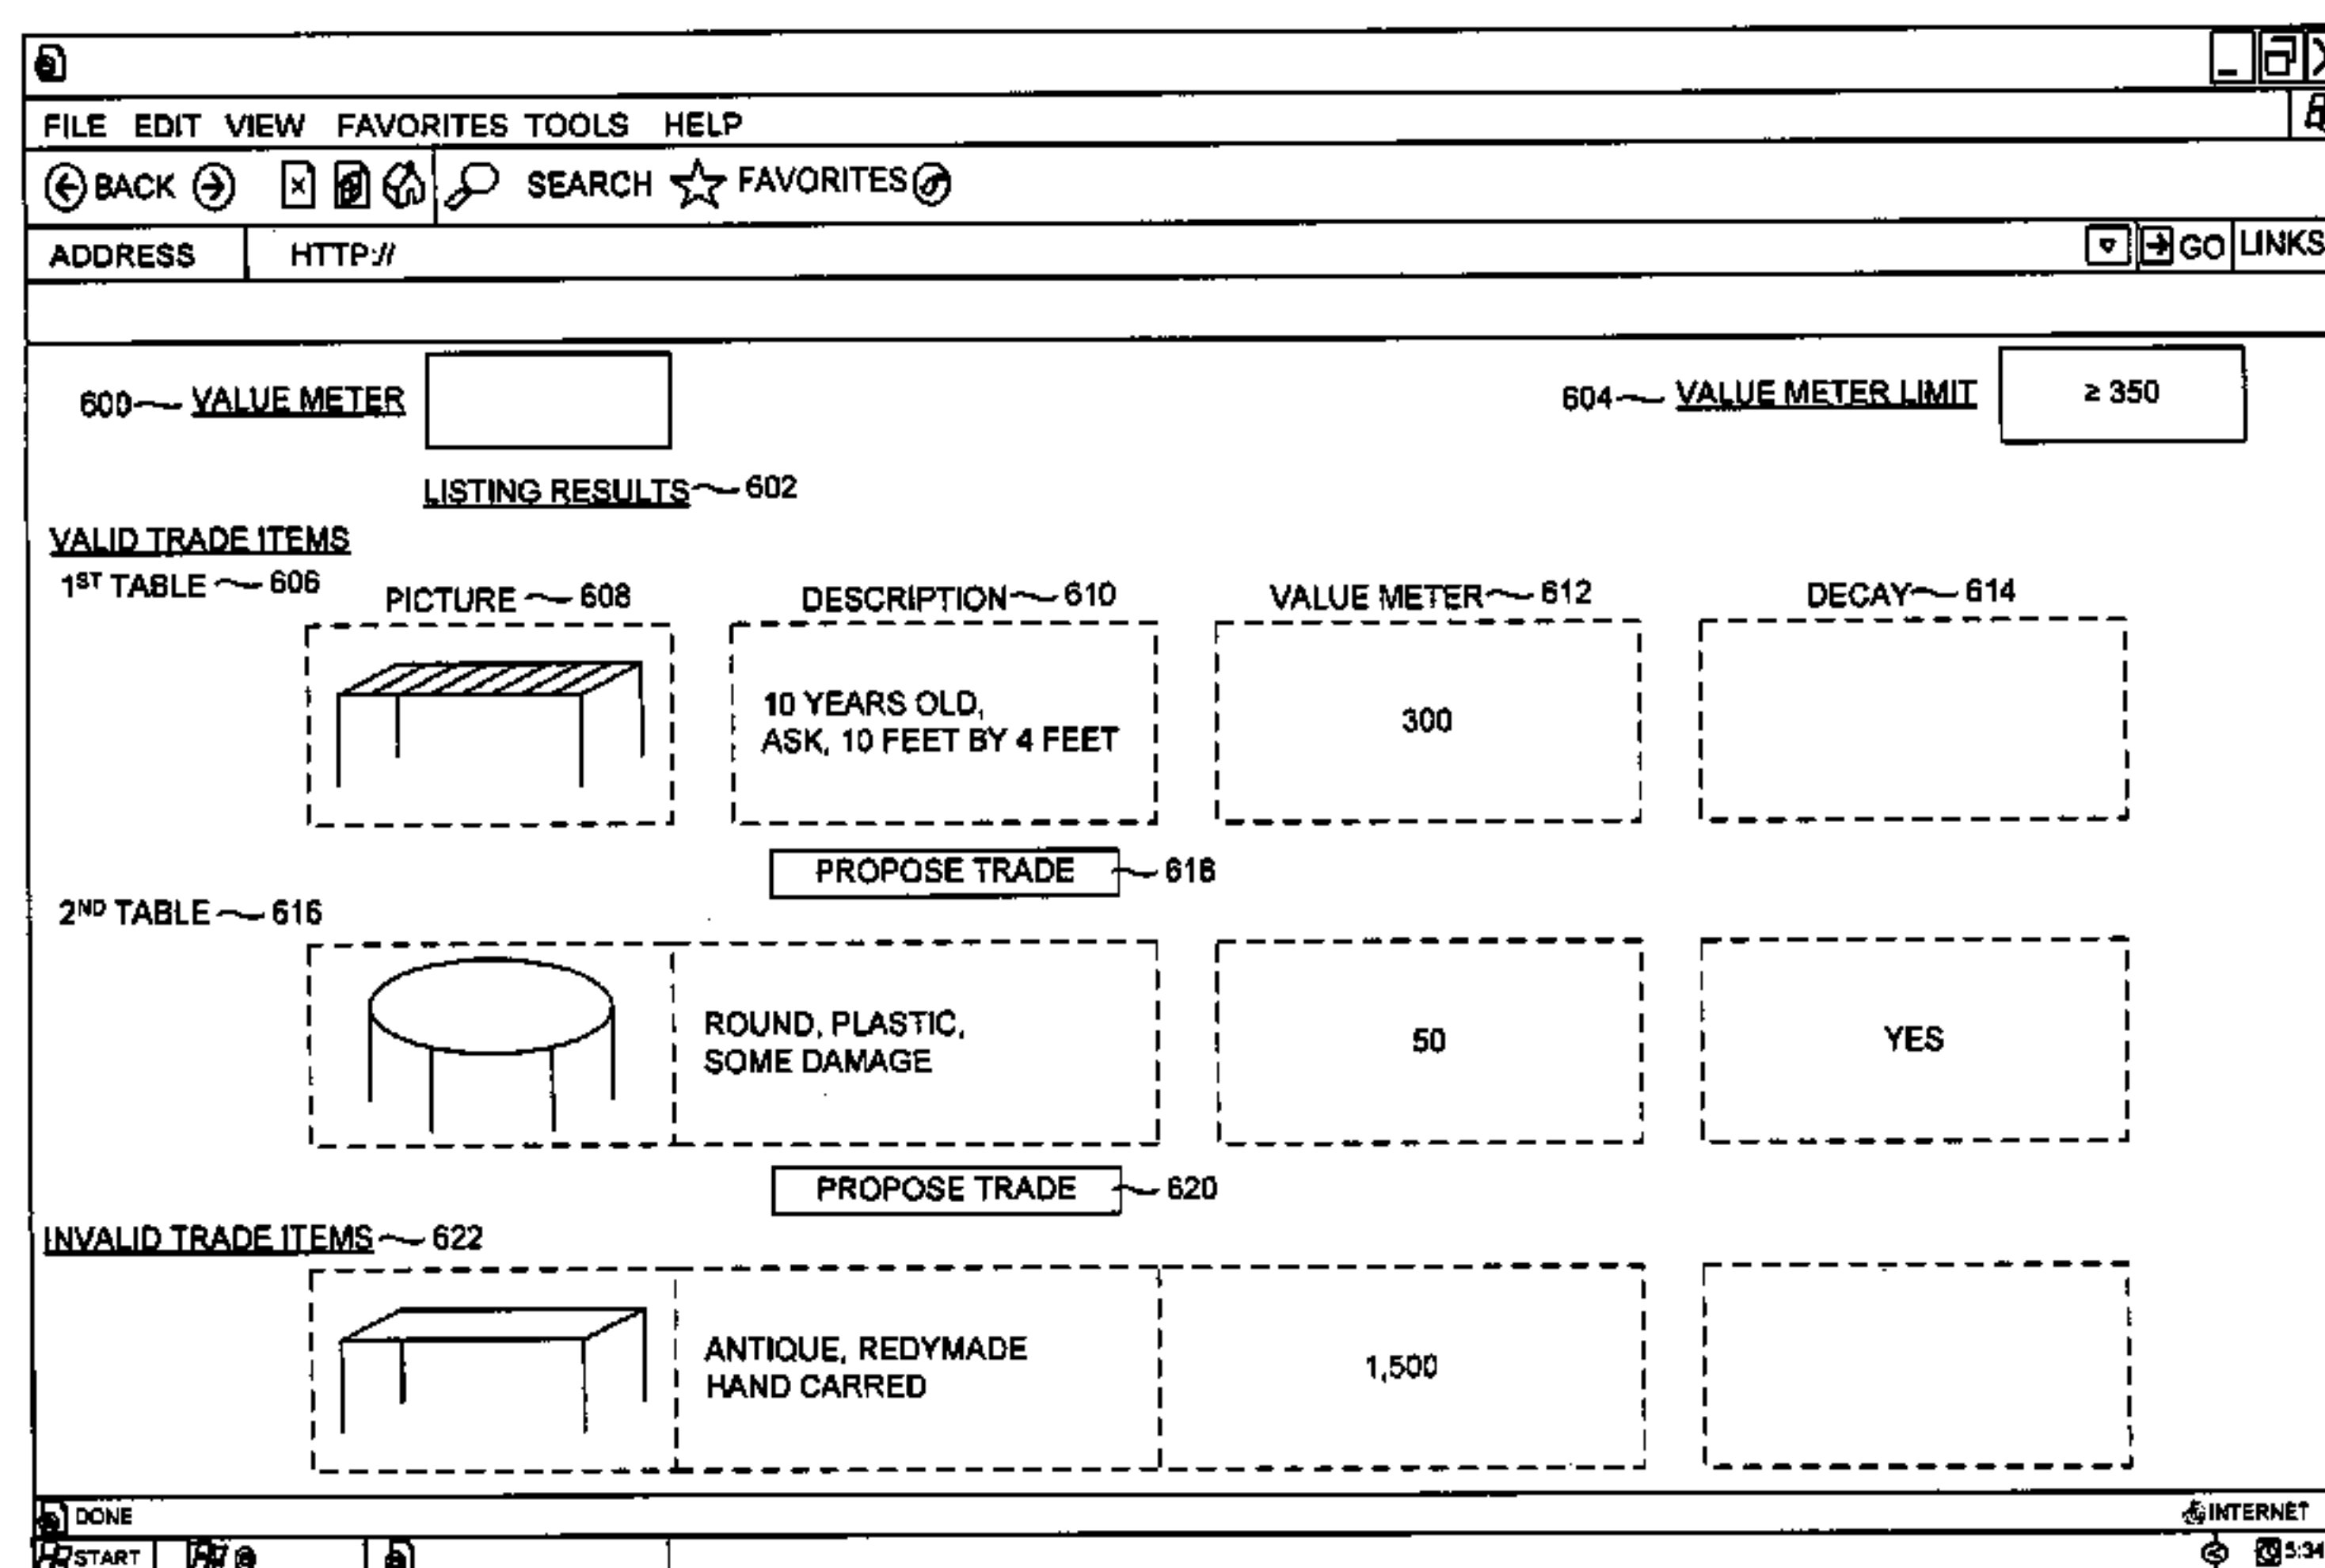 FILE EDIT VIEW FAVORITES TOOLS HELP
BACK SEARCH FAVORITES
ADDRESS HTTP:// GO LINKS
600 VALUE METER 604 VALUE METER LIMIT ≥ 350
LISTING RESULTS 602
VALID TRADE ITEMS
1ST TABLE 606 PICTURE 608 DESCRIPTION 610 VALUE METER 612 DECAY 614
10 YEARS OLD,
ASK, 10 FEET BY 4 FEET
300
PROPOSE TRADE 618
2ND TABLE 616
ROUND, PLASTIC,
SOME DAMAGE
50 YES
PROPOSE TRADE 620
INVALID TRADE ITEMS 622
ANTIQUE, REDYMADE
HAND CARRED
1,500
DONE INTERNET
START 5:34